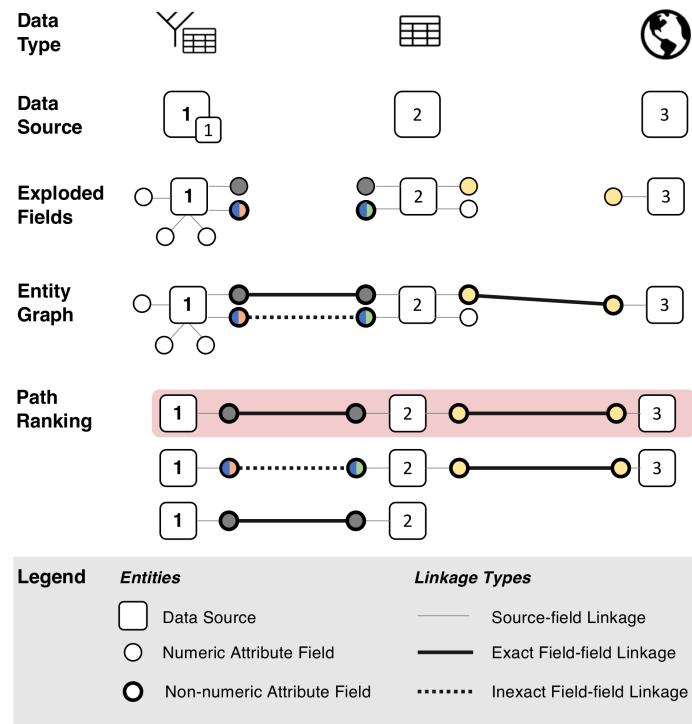 Data
Type
Data
Source
1
1
2
3
Exploded
Fields
1
2
3
Entity
Graph
1
2
3
Path
Ranking
1
2
3
1
2
3
1
2
Legend
Entities
Linkage Types
Data Source
Source-field Linkage
Numeric Attribute Field
Exact Field-field Linkage
Non-numeric Attribute Field
Inexact Field-field Linkage